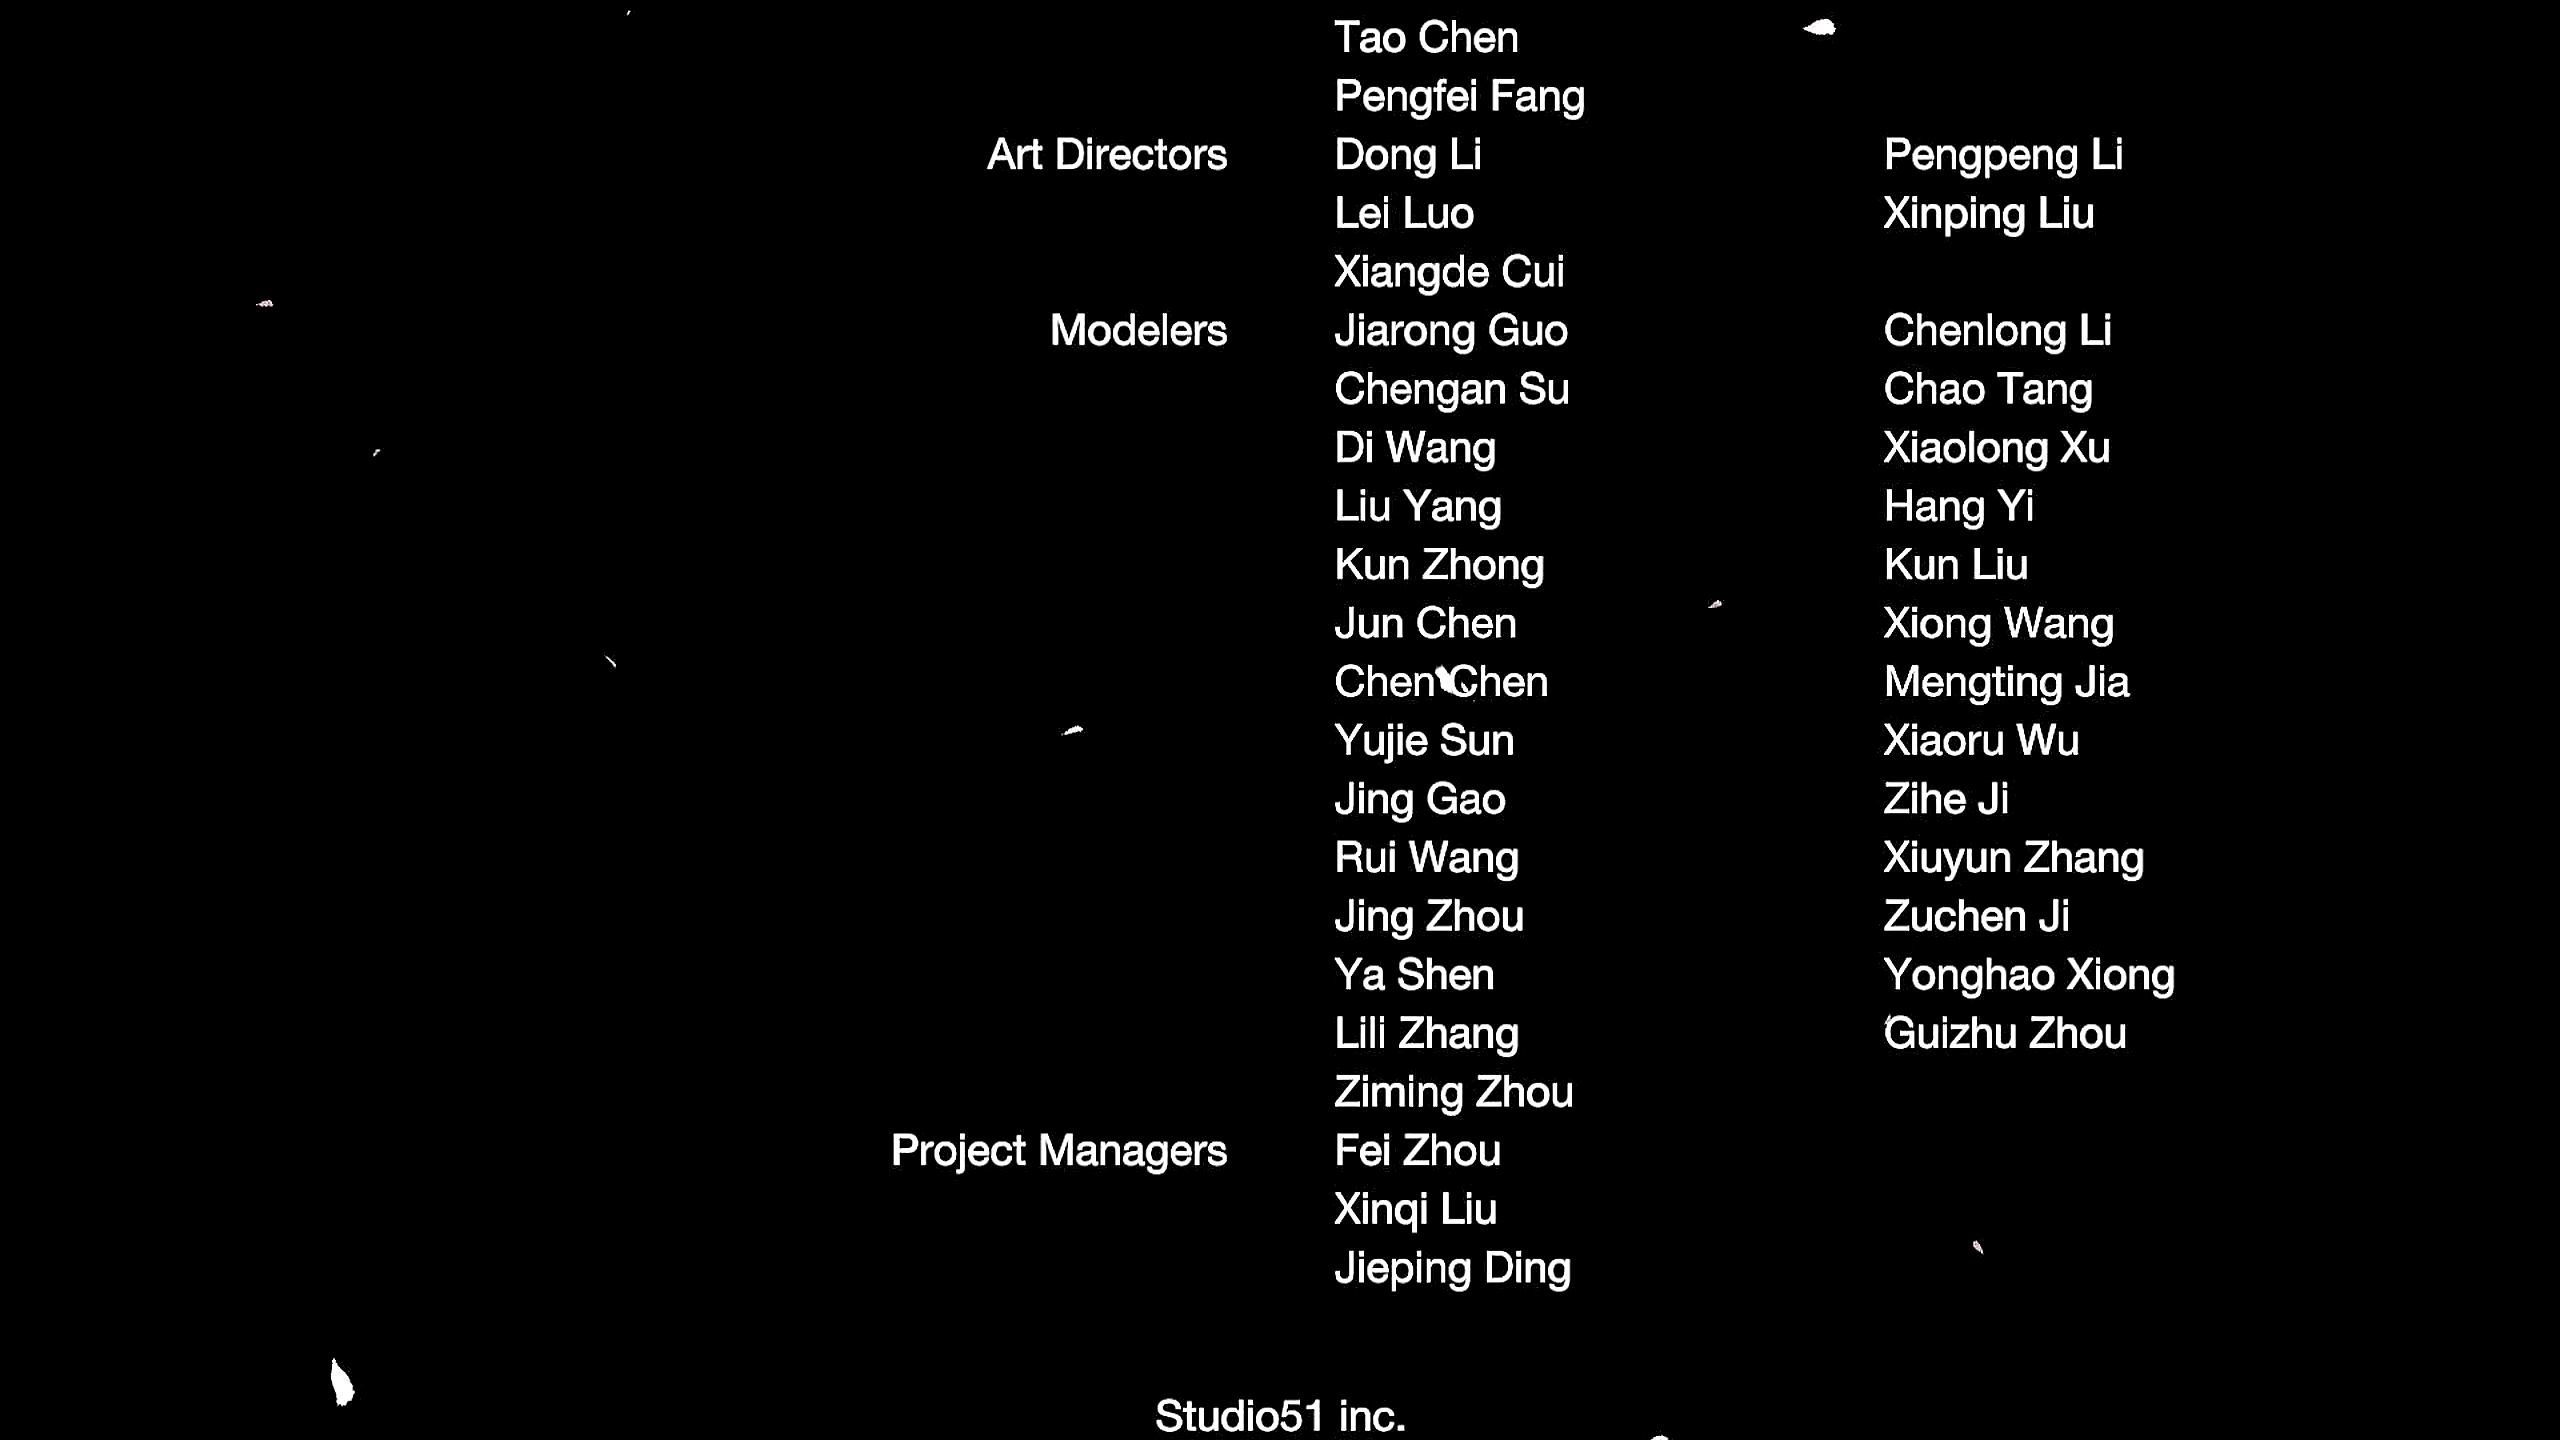 Tao Chen
Pengfei Fang
Art Directors Dong Li Pengpeng Li
Lei Luo Xinping Liu
Xiangde Cui
Modelers Jiarong Guo Chenlong Li
Chengan Su Chao Tang
Di Wang Xiaolong Xu
Liu Yang Hang Yi
Kun Zhong Kun Liu
Jun Chen Xiong Wang
Chen Chen Mengting Jia
Yujie Sun Xiaoru Wu
Jing Gao Zihe Ji
Rui Wang Xiuyun Zhang
Jing Zhou Zuchen Ji
Ya Shen Yonghao Xiong
Lili Zhang Guizhu Zhou
Ziming Zhou
Project Managers Fei Zhou
Xinqi Liu
Jieping Ding
Studio51 inc.